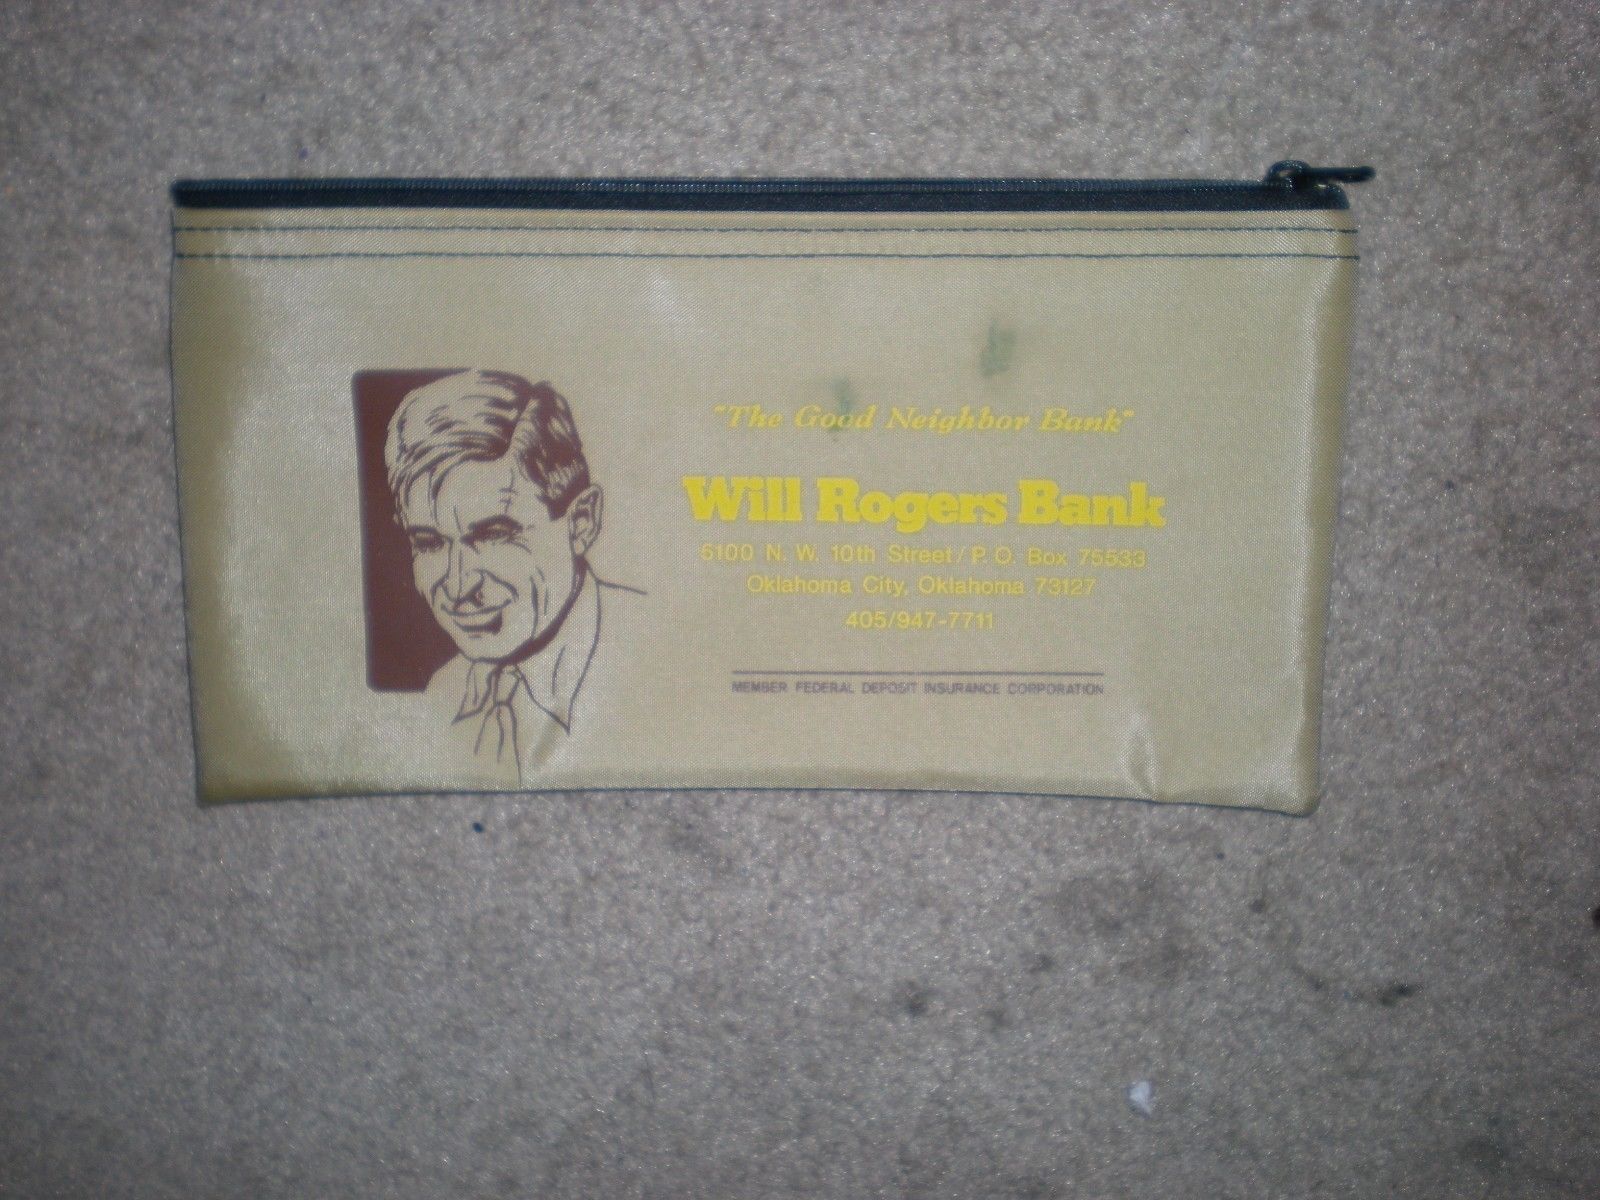 "The Good Neighbor Bank"
Will Rogers Bank
6100 N. W. 10th Street / P. O. Box 75533
Oklahoma City, Oklahoma 73127
405/947-7711
MEMBER FEDERAL DEPOSIT INSURANCE CORPORATION